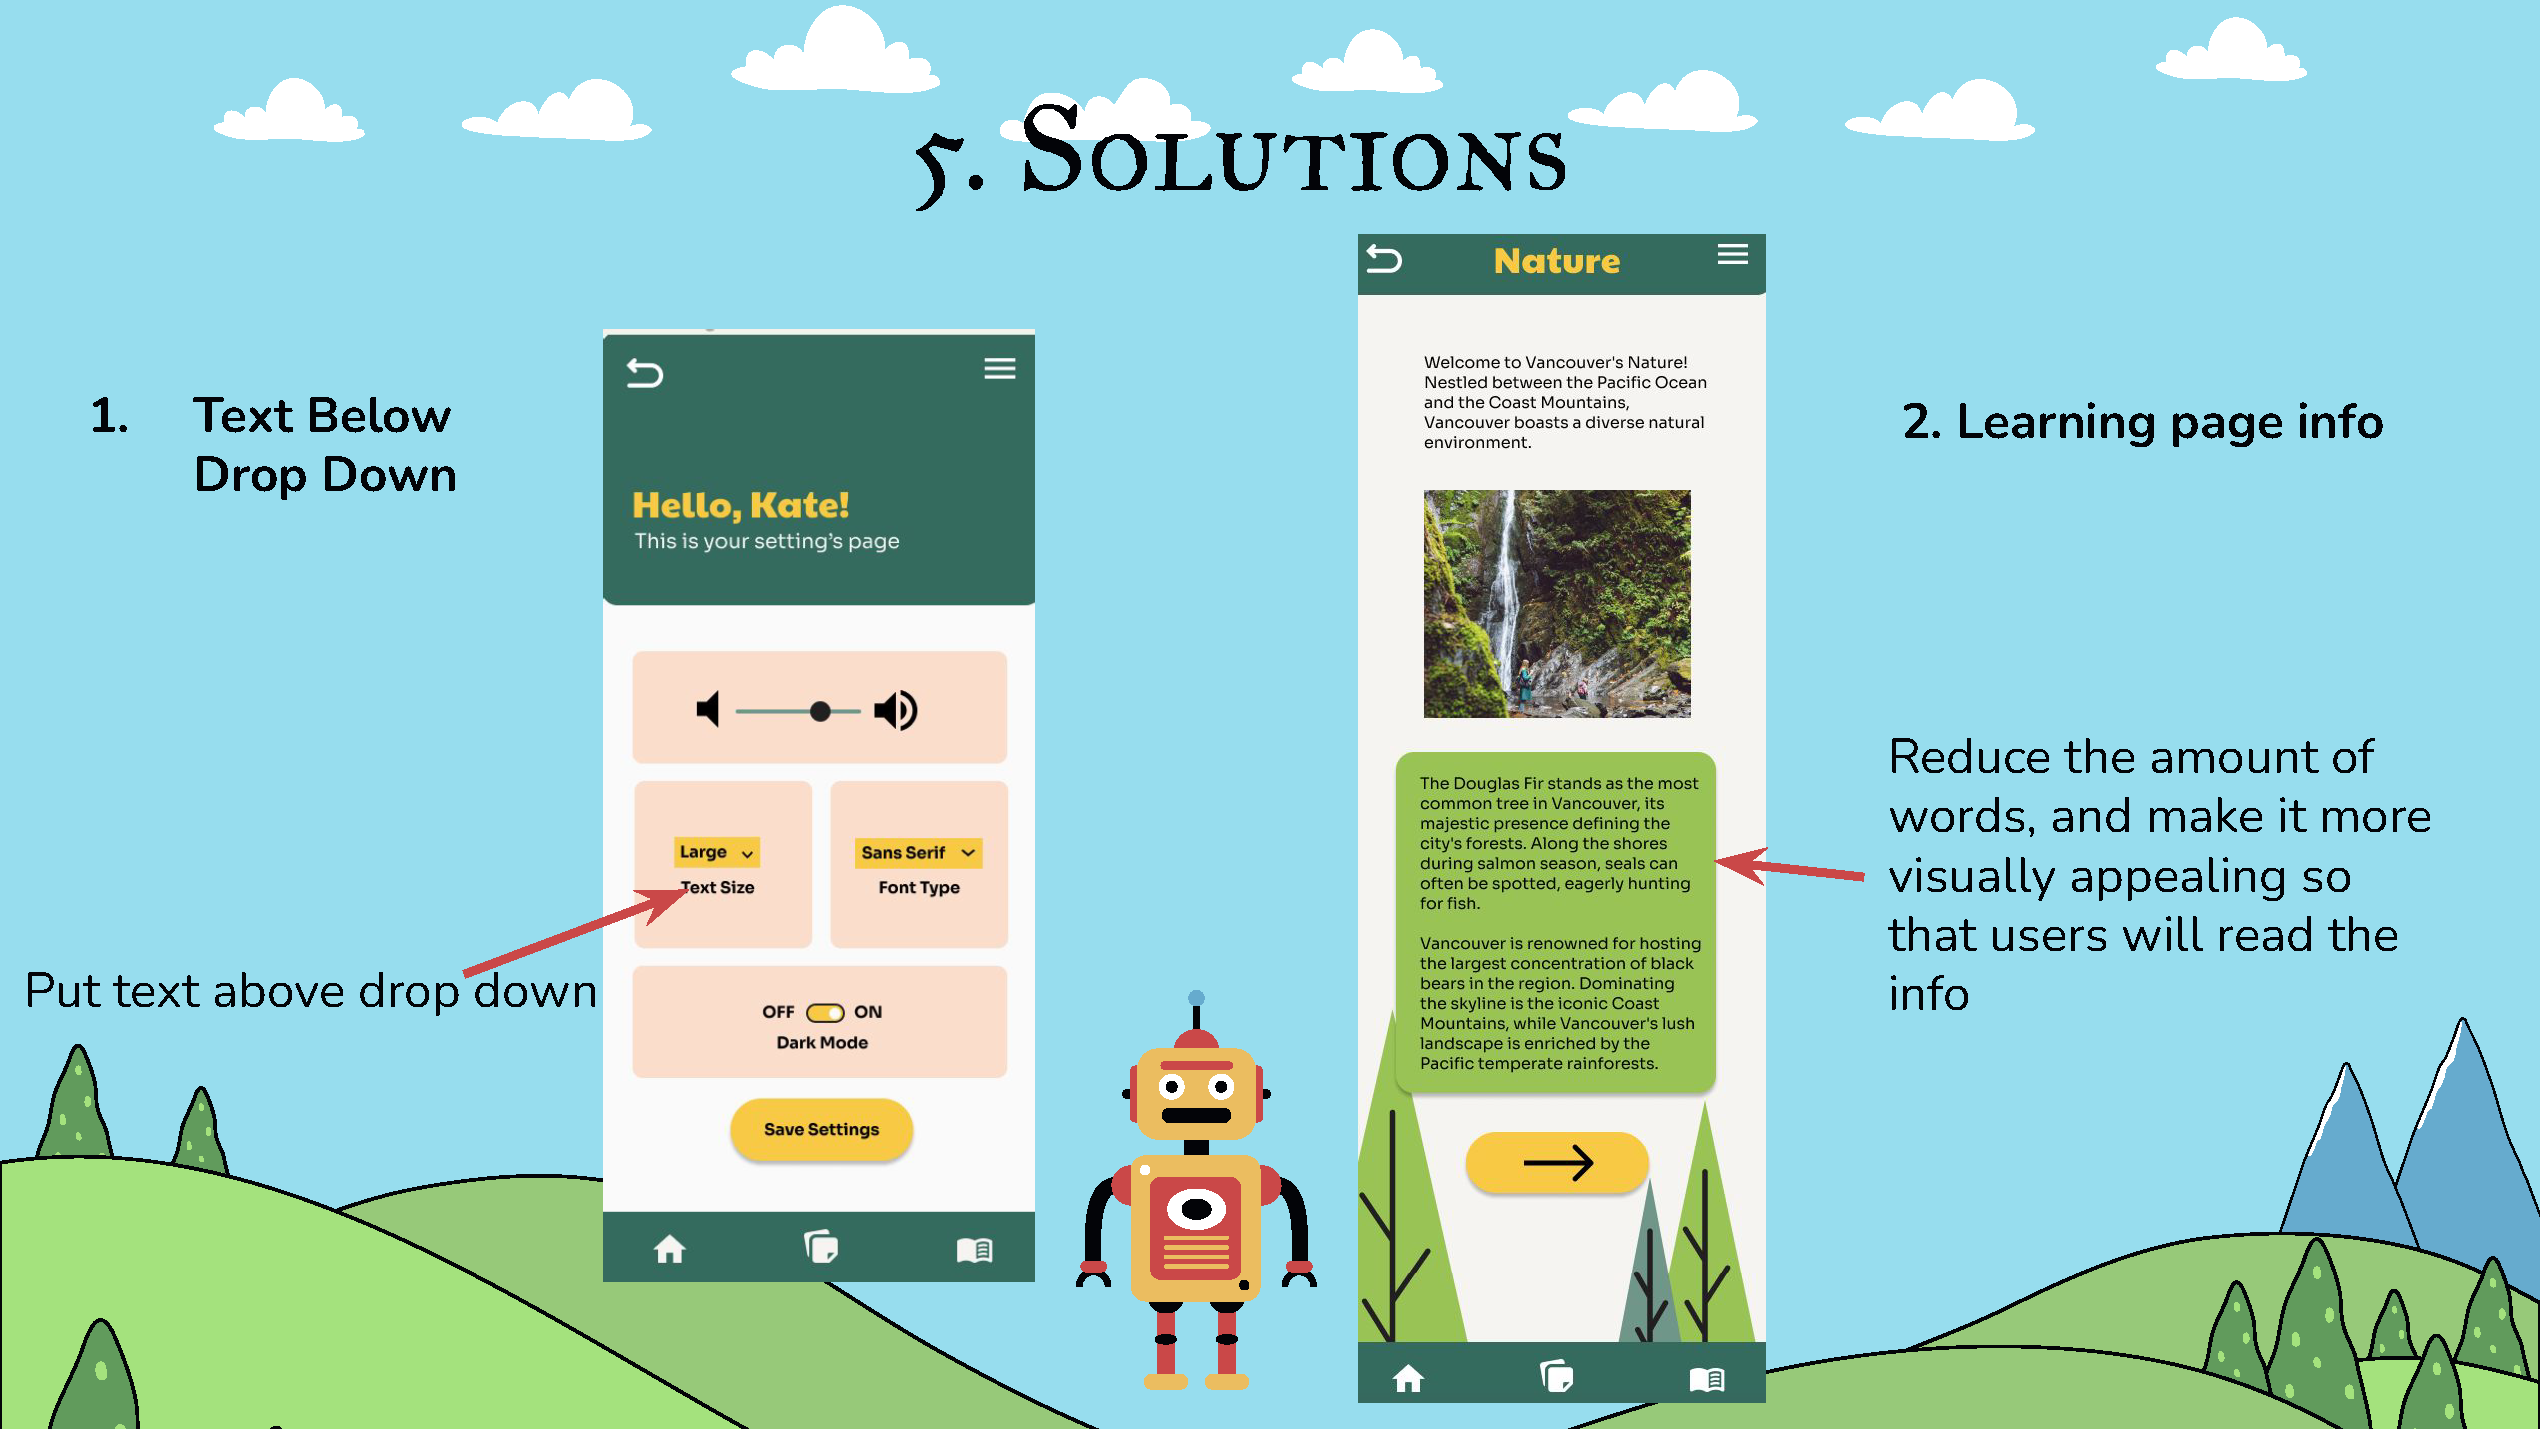 5. Solutions
1. Text Below
Drop Down
Put text above drop down
Hello, Kate!
This is your setting's page
Large
Text Size
Sans Serif
Font Type
OFF ON
Dark Mode
Save Settings
Nature
Welcome to Vancouver's Nature!
Nestled between the Pacific Ocean
and the Coast Mountains,
Vancouver boasts a diverse natural
environment.
The Douglas Fir stands as the most
common tree in Vancouver, its
majestic presence defining the
city's forests. Along the shores
during salmon season, seals can
often be spotted, eagerly hunting
for fish.
Vancouver is renowned for hosting
the largest concentration of black
bears in the region. Dominating
the skyline is the iconic Coast
Mountains, while Vancouver's lush
landscape is enriched by the
Pacific temperate rainforests.
2. Learning page info
Reduce the amount of
words, and make it more
visually appealing so
that users will read the
info